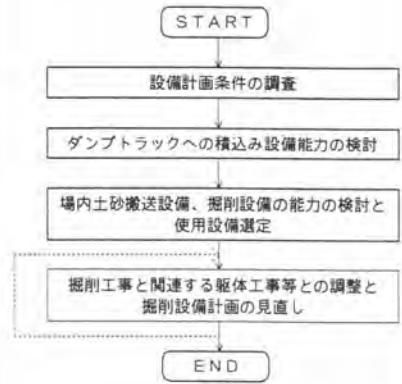 START
設備計画条件の調査
ダンプトラックへの積込み設備能力の検討
場内土砂搬送設備、掘削設備の能力の検討と
使用設備選定
掘削工事と関連する躯体工事等との調整と
掘削設備計画の見直し
END